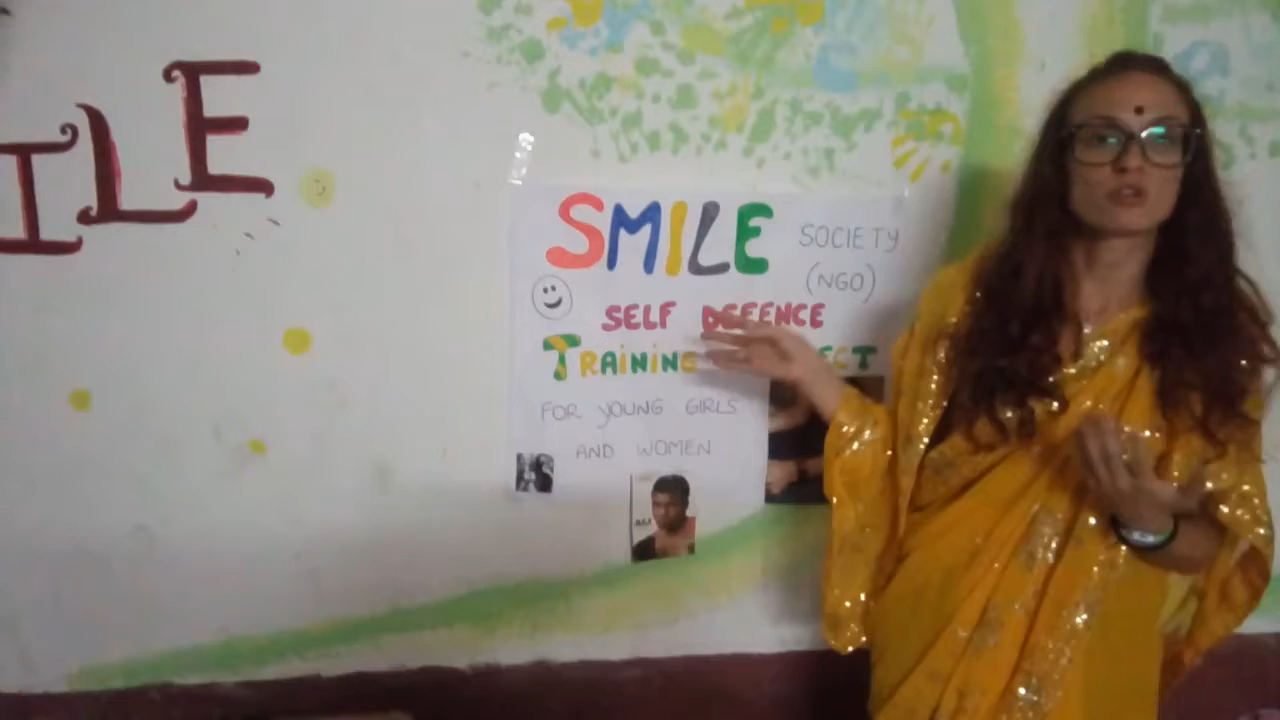 ILE
SMILE SOCIETY
(NGO)
SELF DEFENCE
TRAINING
FOR YOUNG GIRLS
AND WOMEN